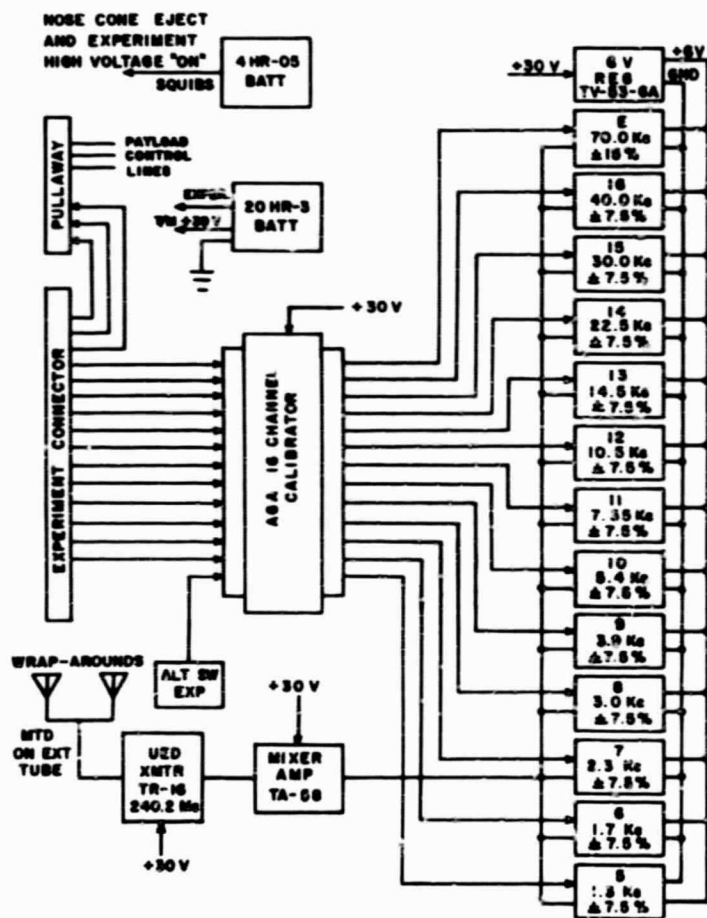 NOSE CONE EJECT
AND EXPERIMENT
HIGH VOLTAGE "ON"
SQUIBS
4 HR-05
BATT
+30 V
6 V
REG
TV-53-6A
+6V
GND
PULLAWAY
PAYLOAD
CONTROL
LINES
TM +30 V
20 HR-3
BATT
EXPERIMENT CONNECTOR
+30 V
16 CHANNEL
CALIBRATOR
E
70.0 Kc
± 15 %
16
40.0 Kc
± 7.5 %
15
30.0 Kc
± 7.5 %
14
22.5 Kc
± 7.5 %
13
14.5 Kc
± 7.5 %
12
10.5 Kc
± 7.5 %
11
7.35 Kc
± 7.5 %
10
5.4 Kc
± 7.5 %
9
3.9 Kc
± 7.5 %
8
3.0 Kc
± 7.5 %
7
2.3 Kc
± 7.5 %
6
1.7 Kc
± 7.5 %
5
1.3 Kc
± 7.5 %
ALT SW
EXP
WRAP-AROUNDS
MTD
ON EXT
TUBE
XMTR
TR-16
240.2 Mc
+30 V
+30 V
MIXER
AMP
TA-58